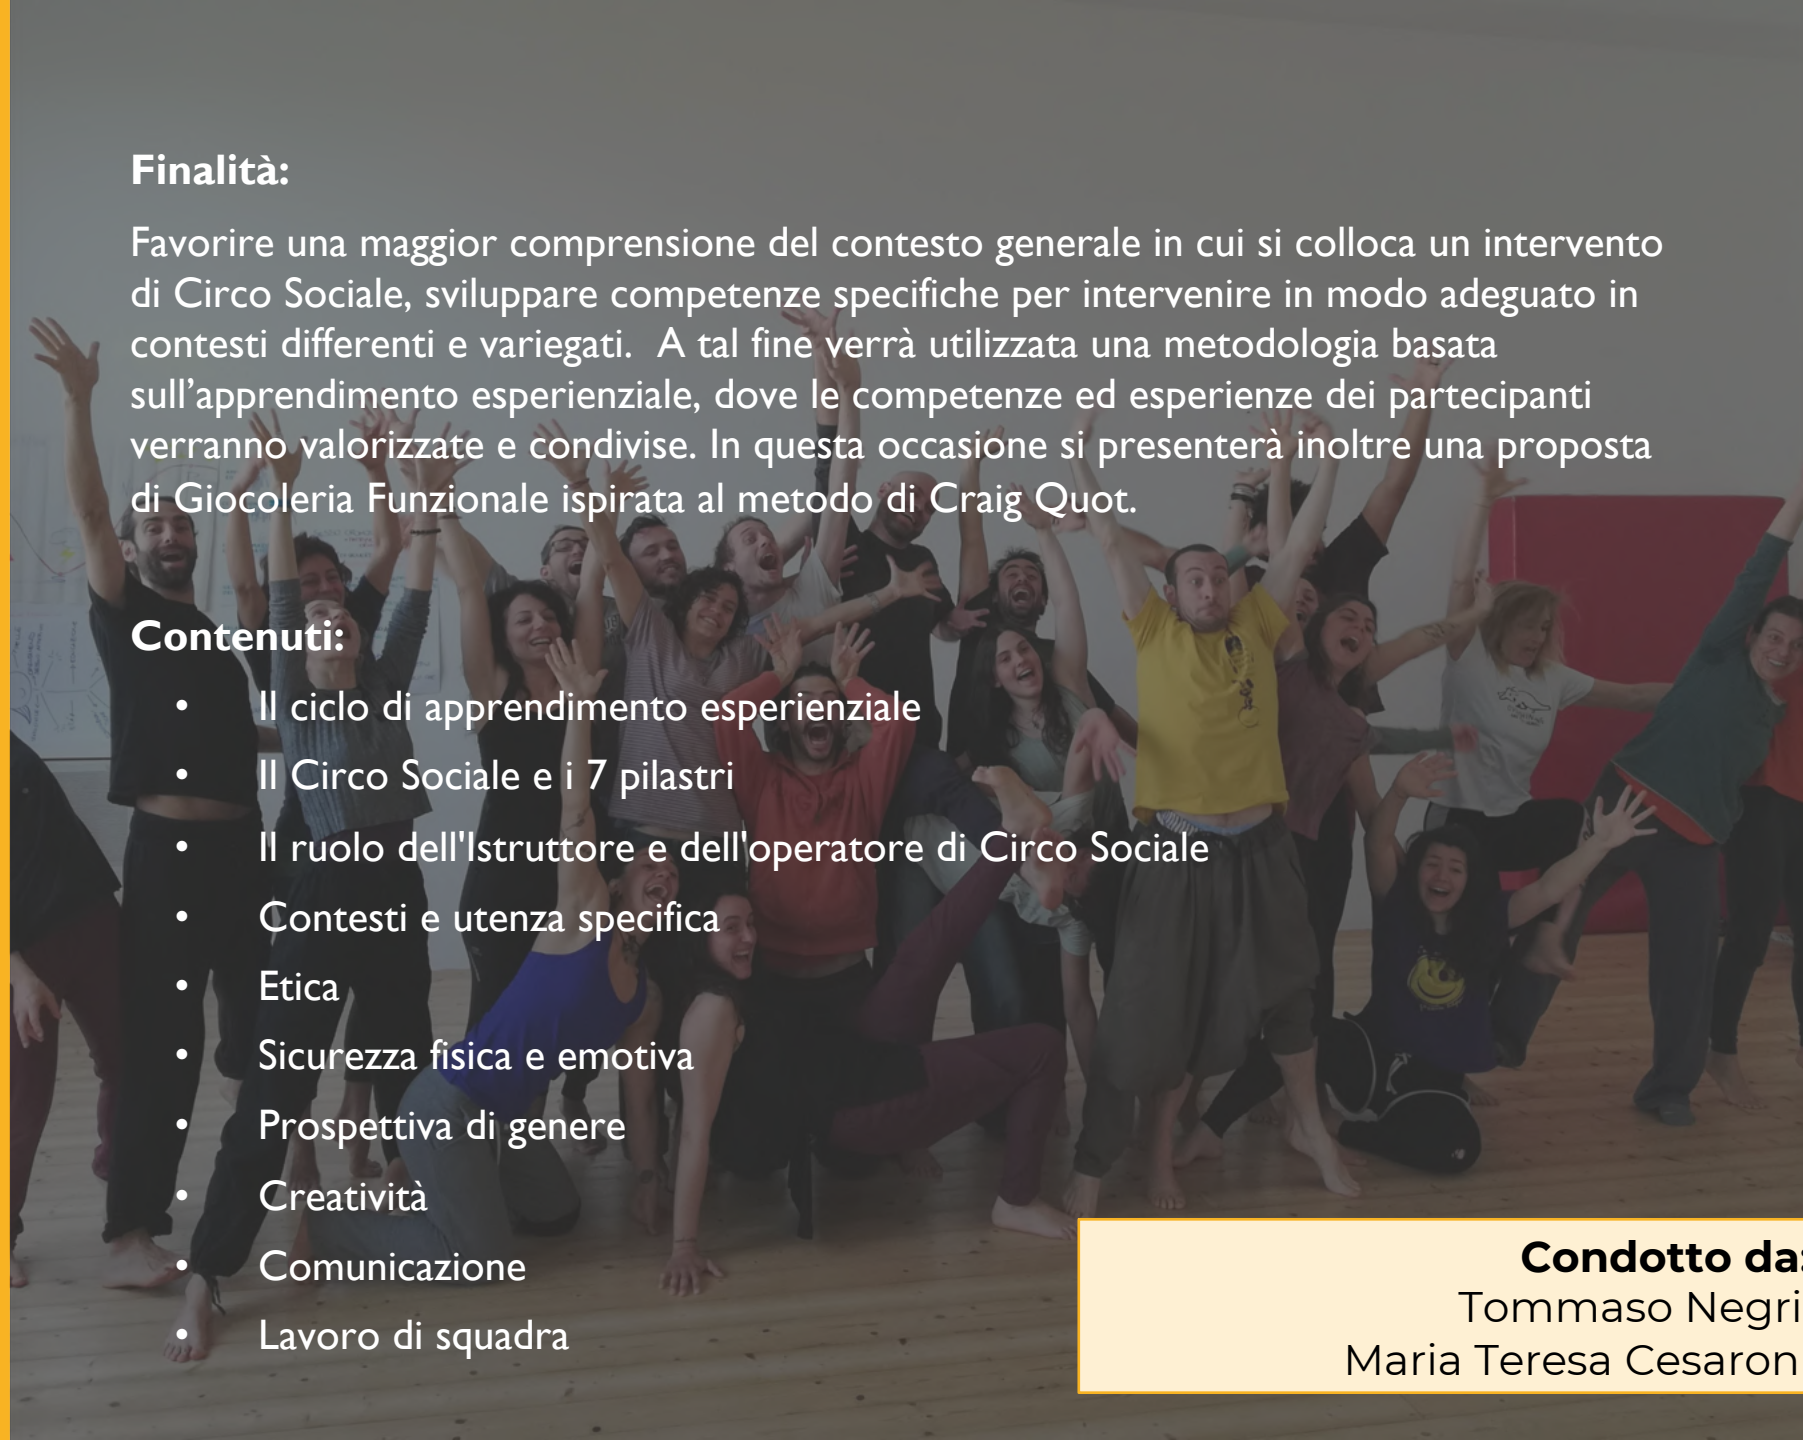 Finalità:
Favorire una maggior comprensione del contesto generale in cui si colloca un intervento
di Circo Sociale, sviluppare competenze specifiche per intervenire in modo adeguato in
contesti differenti e variegati.  A tal fine verrà utilizzata una metodologia basata
sull’apprendimento esperienziale, dove le competenze ed esperienze dei partecipanti
verranno valorizzate e condivise. In questa occasione si presenterà inoltre una proposta
di Giocoleria Funzionale ispirata al metodo di Craig Quot.
Contenuti:
• Il ciclo di apprendimento esperienziale
• Il Circo Sociale e i 7 pilastri
• Il ruolo dell'Istruttore e dell'operatore di Circo Sociale
• Contesti e utenza specifica
• Etica
• Sicurezza fisica e emotiva
• Prospettiva di genere
• Creatività
• Comunicazione
• Lavoro di squadra
Condotto da:
Tommaso Negri
Maria Teresa Cesaron